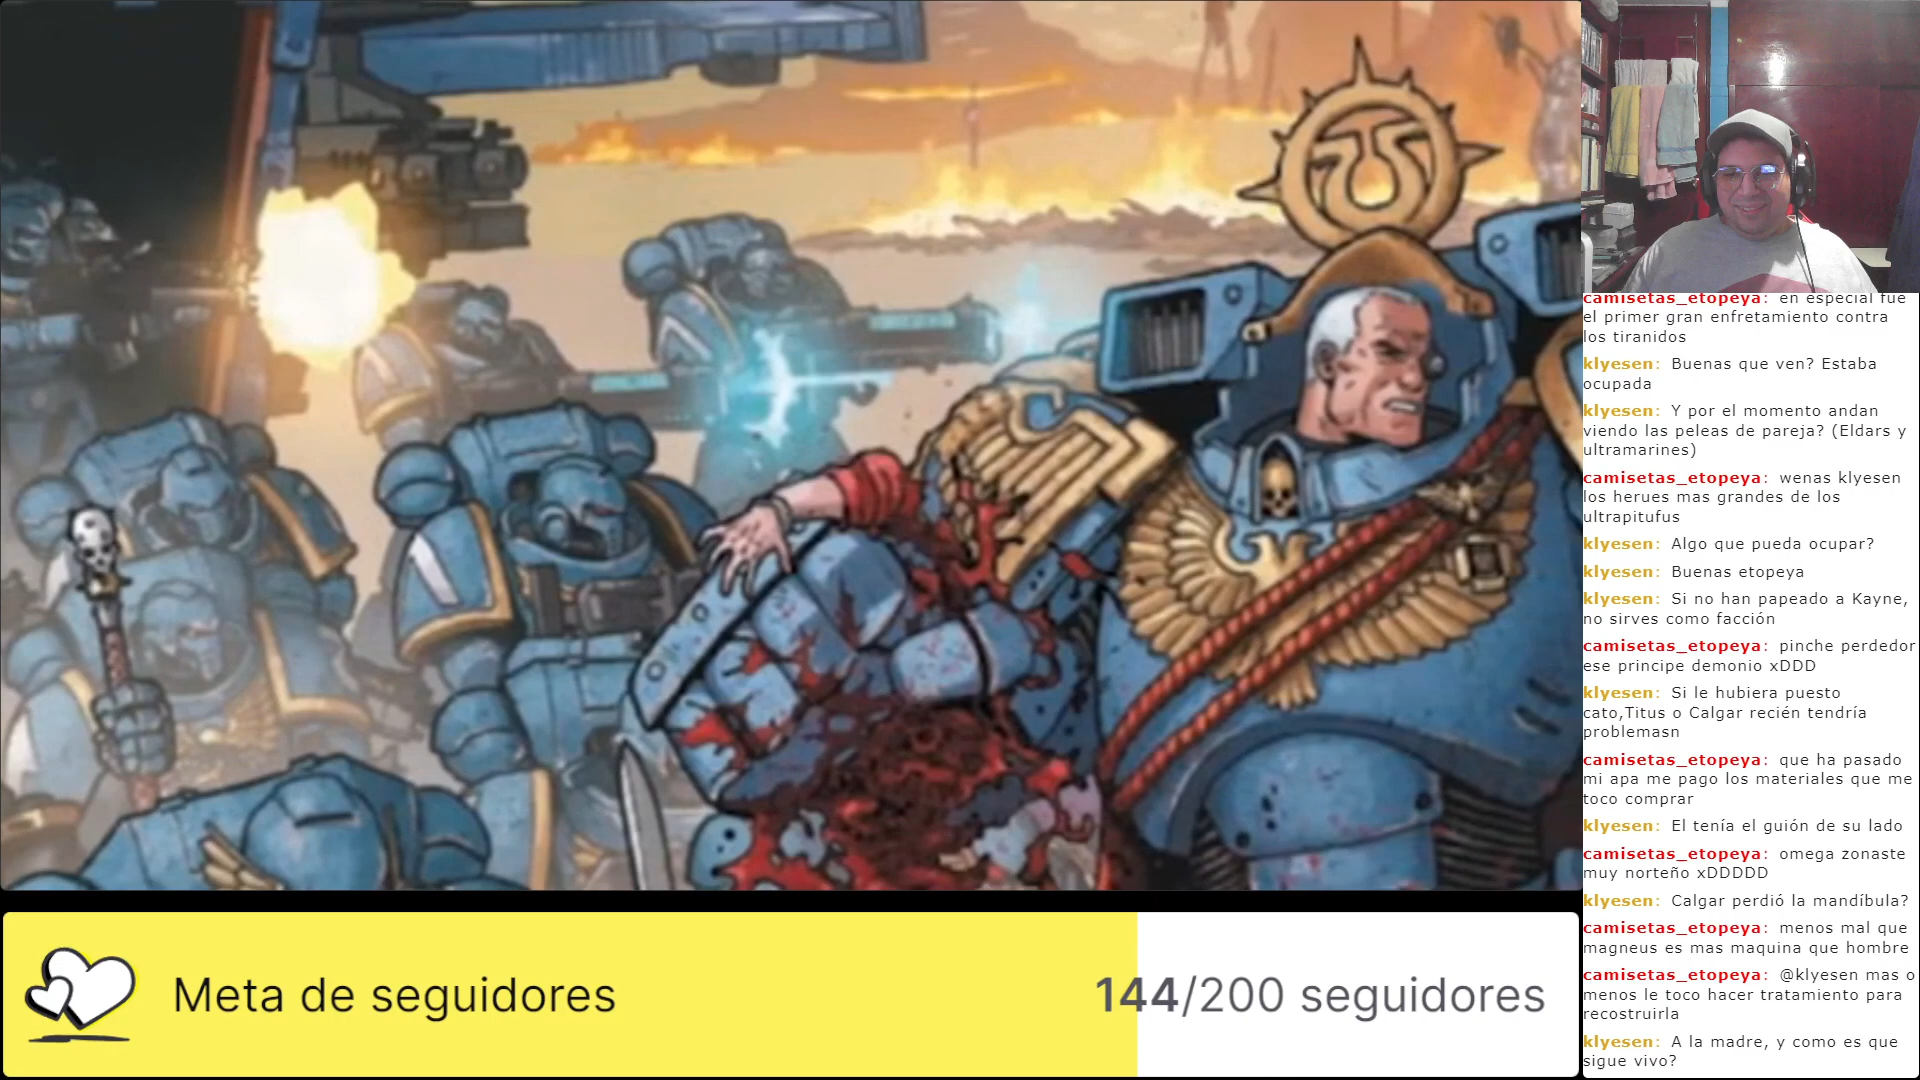 camisetas_etopeya: en especial fue
el primer gran enfretamiento contra
los tiranidos
klyesen: Buenas que ven? Estaba
ocupada
klyesen: Y por el momento andan
viendo las peleas de pareja? (Eldars y
ultramarines)
camisetas_etopeya: wenas klyesen
los herues mas grandes de los
ultrapitufus
klyesen: Algo que pueda ocupar?
klyesen: Buenas etopeya
klyesen: Si no han papeado a Kayne,
no sirves como facción
camisetas_etopeya: pinche perdedor
ese principe demonio xDDD
klyesen: Si le hubiera puesto
cato,Titus o Calgar recién tendría
problemasn
camisetas_etopeya: que ha pasado
mi apa me pago los materiales que me
toco comprar
klyesen: El tenía el guión de su lado
camisetas_etopeya: omega zonaste
muy norteño xDDDDD
klyesen: Calgar perdió la mandíbula?
camisetas_etopeya: menos mal que
magneus es mas maquina que hombre
camisetas_etopeya: @klyesen mas o
menos le toco hacer tratamiento para
recostruirla
klyesen: A la madre, y como es que
sigue vivo?
Meta de seguidores
144/200 seguidores